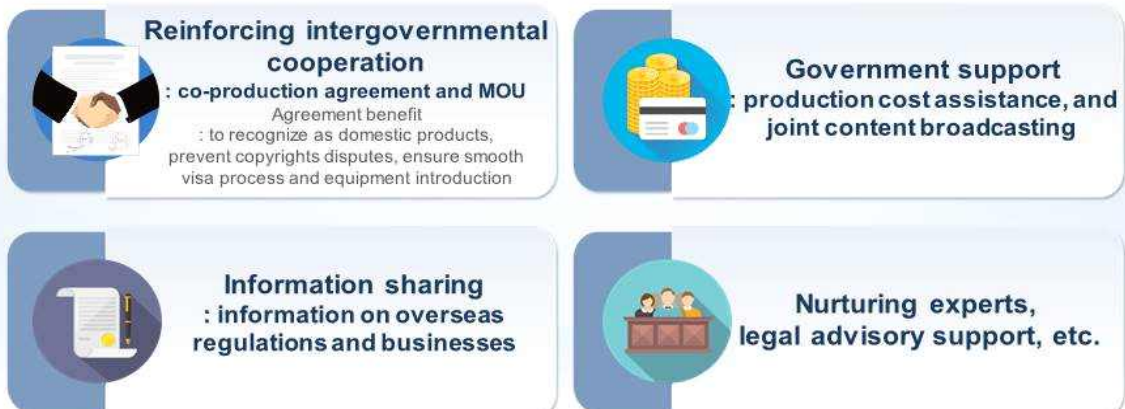 Reinforcing intergovernmental
cooperation
: co-production agreement and MOU
Agreement benefit
: to recognize as domestic products,
prevent copyrights disputes, ensure smooth
visa process and equipment introduction
Government support
: production cost assistance, and
joint content broadcasting
Information sharing
: information on overseas
regulations and businesses
Nurturing experts,
legal advisory support, etc.